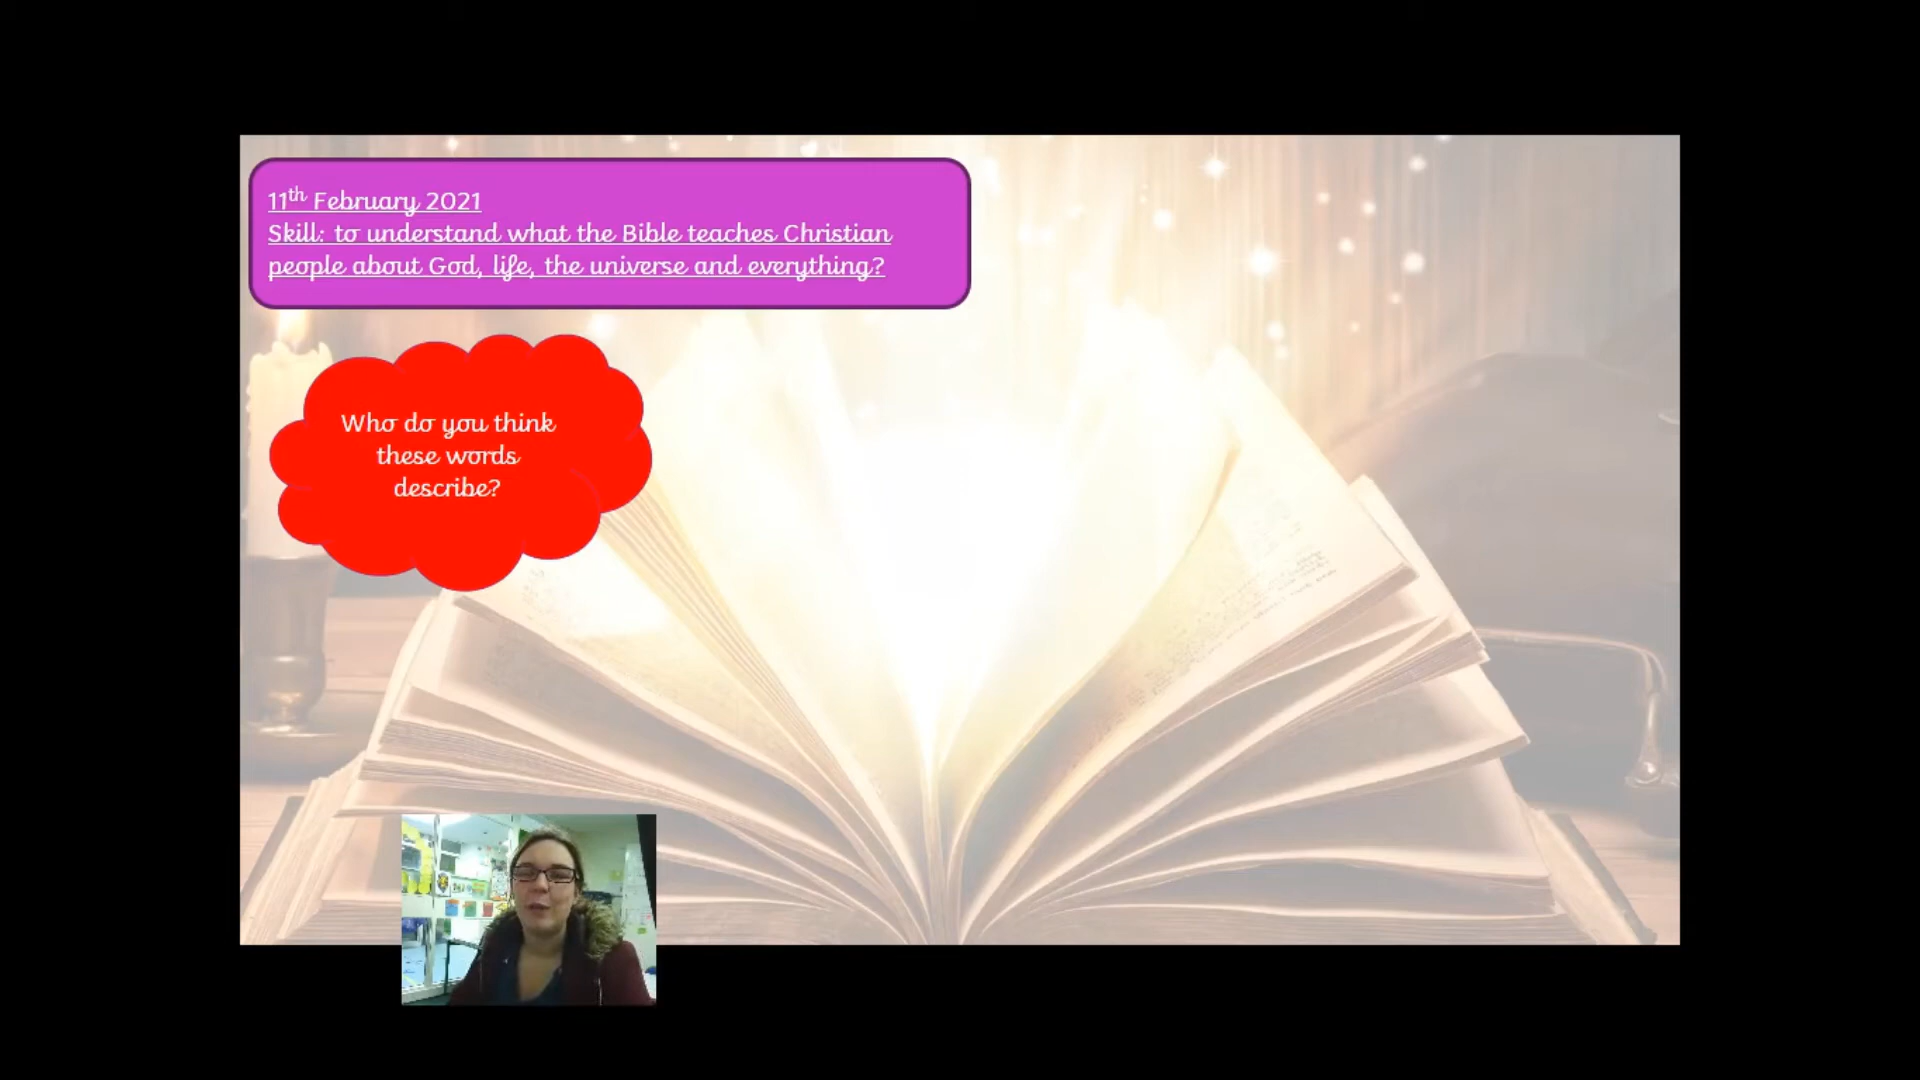 11th February 2021
Skill: to understand what the Bible teaches Christian
people about God, life, the universe and everything?
Who do you think
these words
describe?